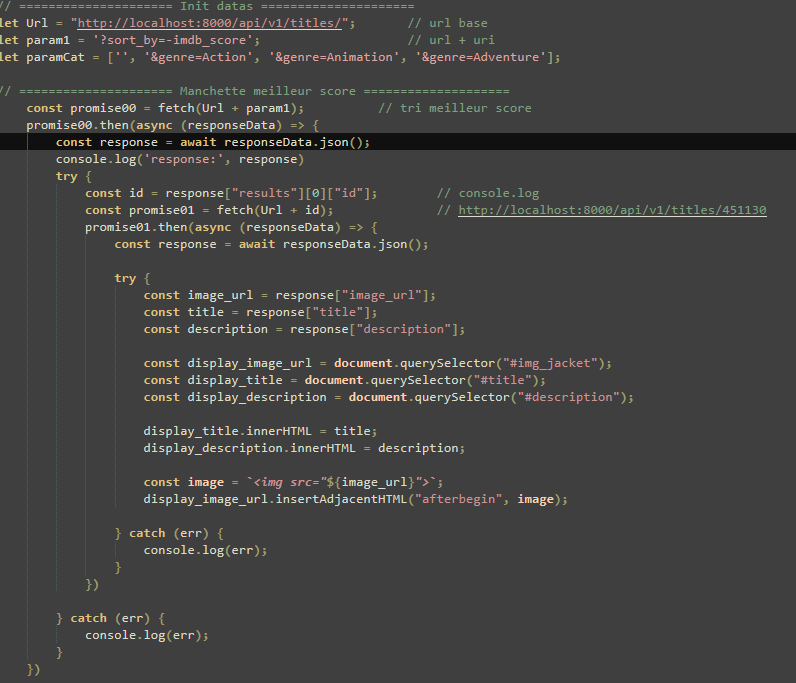 // ===================== Init datas =====================
let Url = "http://localhost:8000/api/v1/titles/";       // url base
let param1 = '?sort_by=-imdb_score';                    // url + uri
let paramCat = ['', '&genre=Action', '&genre=Animation', '&genre=Adventure'];
// ===================== Manchette meilleur score ====================
const promise00 = fetch(Url + param1);          // tri meilleur score
promise00.then(async (responseData) => {
const response = await responseData.json();
console.log('response:', response)
try {
const id = response["results"][0]["id"];        // console.log
const promise01 = fetch(Url + id);              // http://localhost:8000/api/v1/titles/451130
promise01.then(async (responseData) => {
const response = await responseData.json();
try {
const image_url = response["image_url"];
const title = response["title"];
const description = response["description"];
const display_image_url = document.querySelector("#img_jacket");
const display_title = document.querySelector("#title");
const display_description = document.querySelector("#description");
display_title.innerHTML = title;
display_description.innerHTML = description;
const image = `<img src="${image_url}">`;
display_image_url.insertAdjacentHTML("afterbegin", image);
} catch (err) {
console.log(err);
}
})
} catch (err) {
console.log(err);
}
})